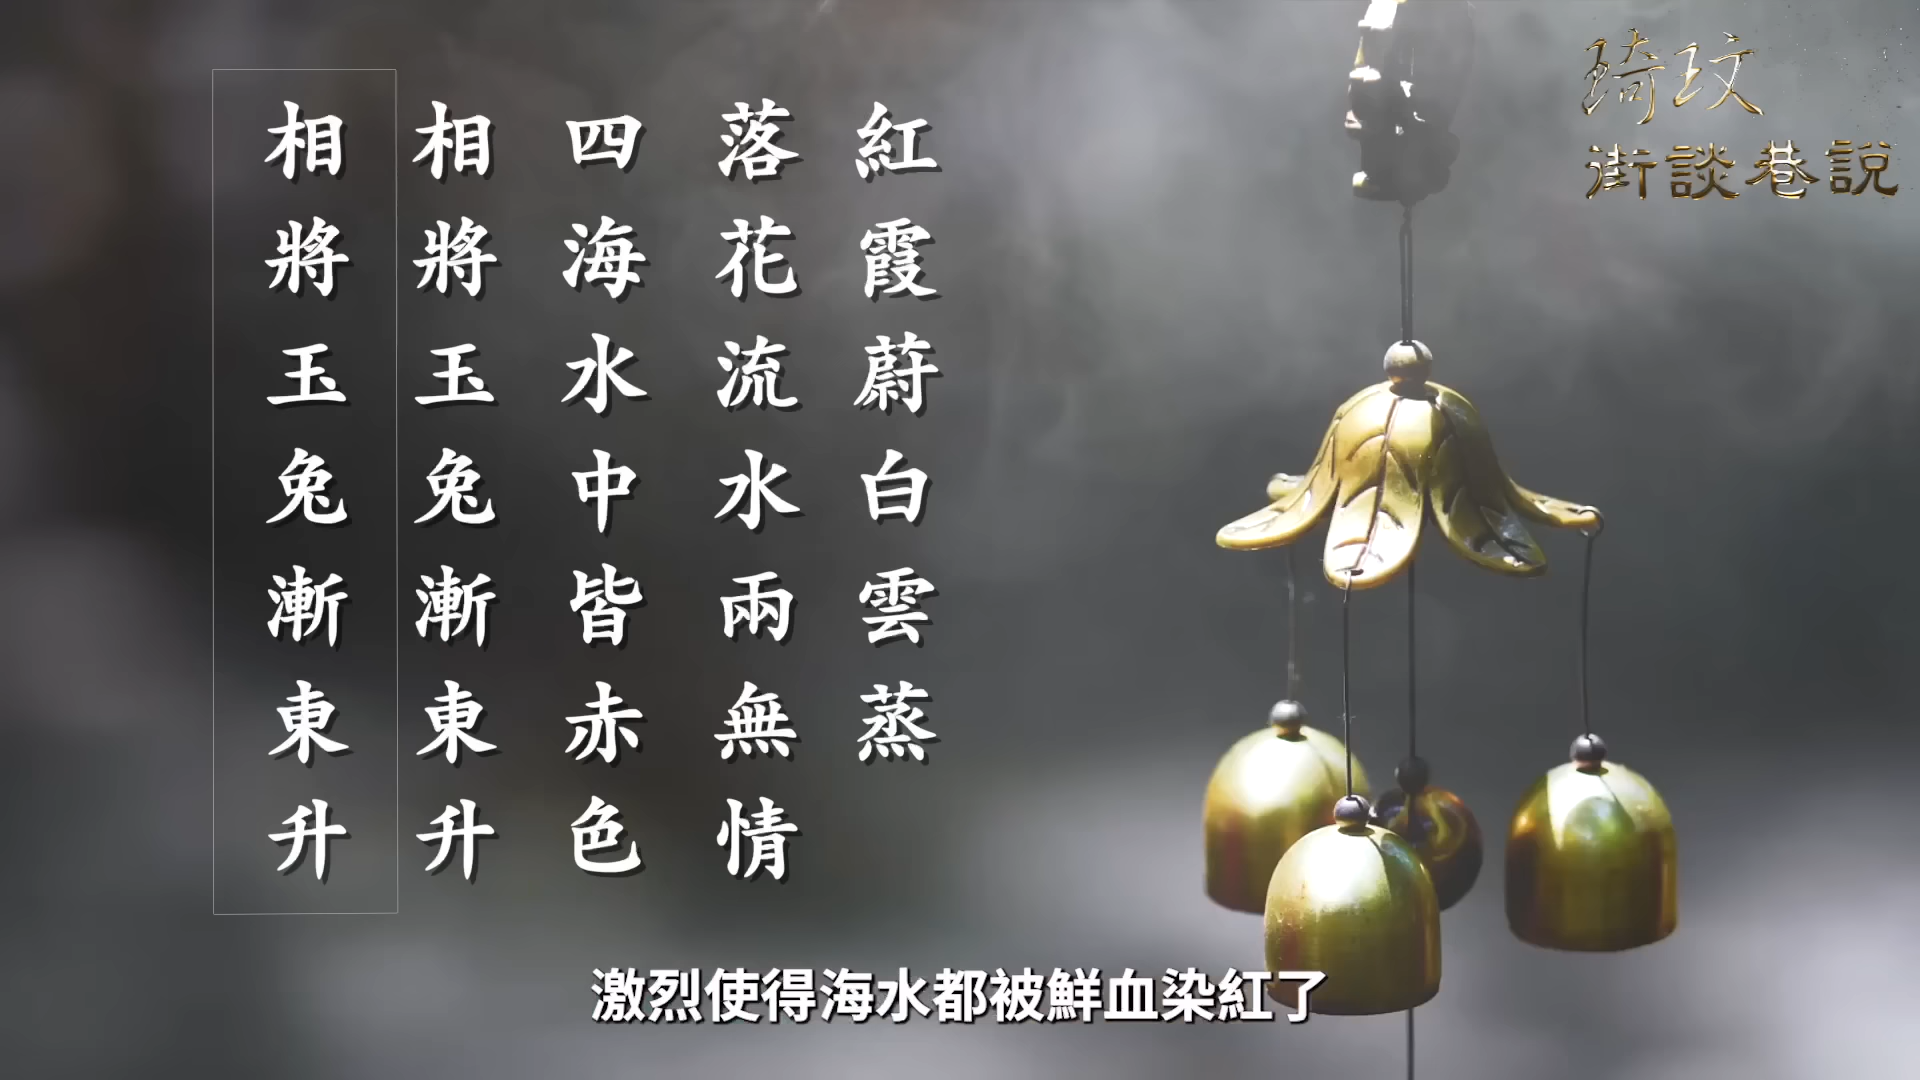 琦玟
街談巷說
紅霞蔚白雲蒸
落花流水兩無情
四海水中皆赤色
相將玉兔漸東升
相將玉兔漸東升
激烈使得海水都被鮮血染紅了